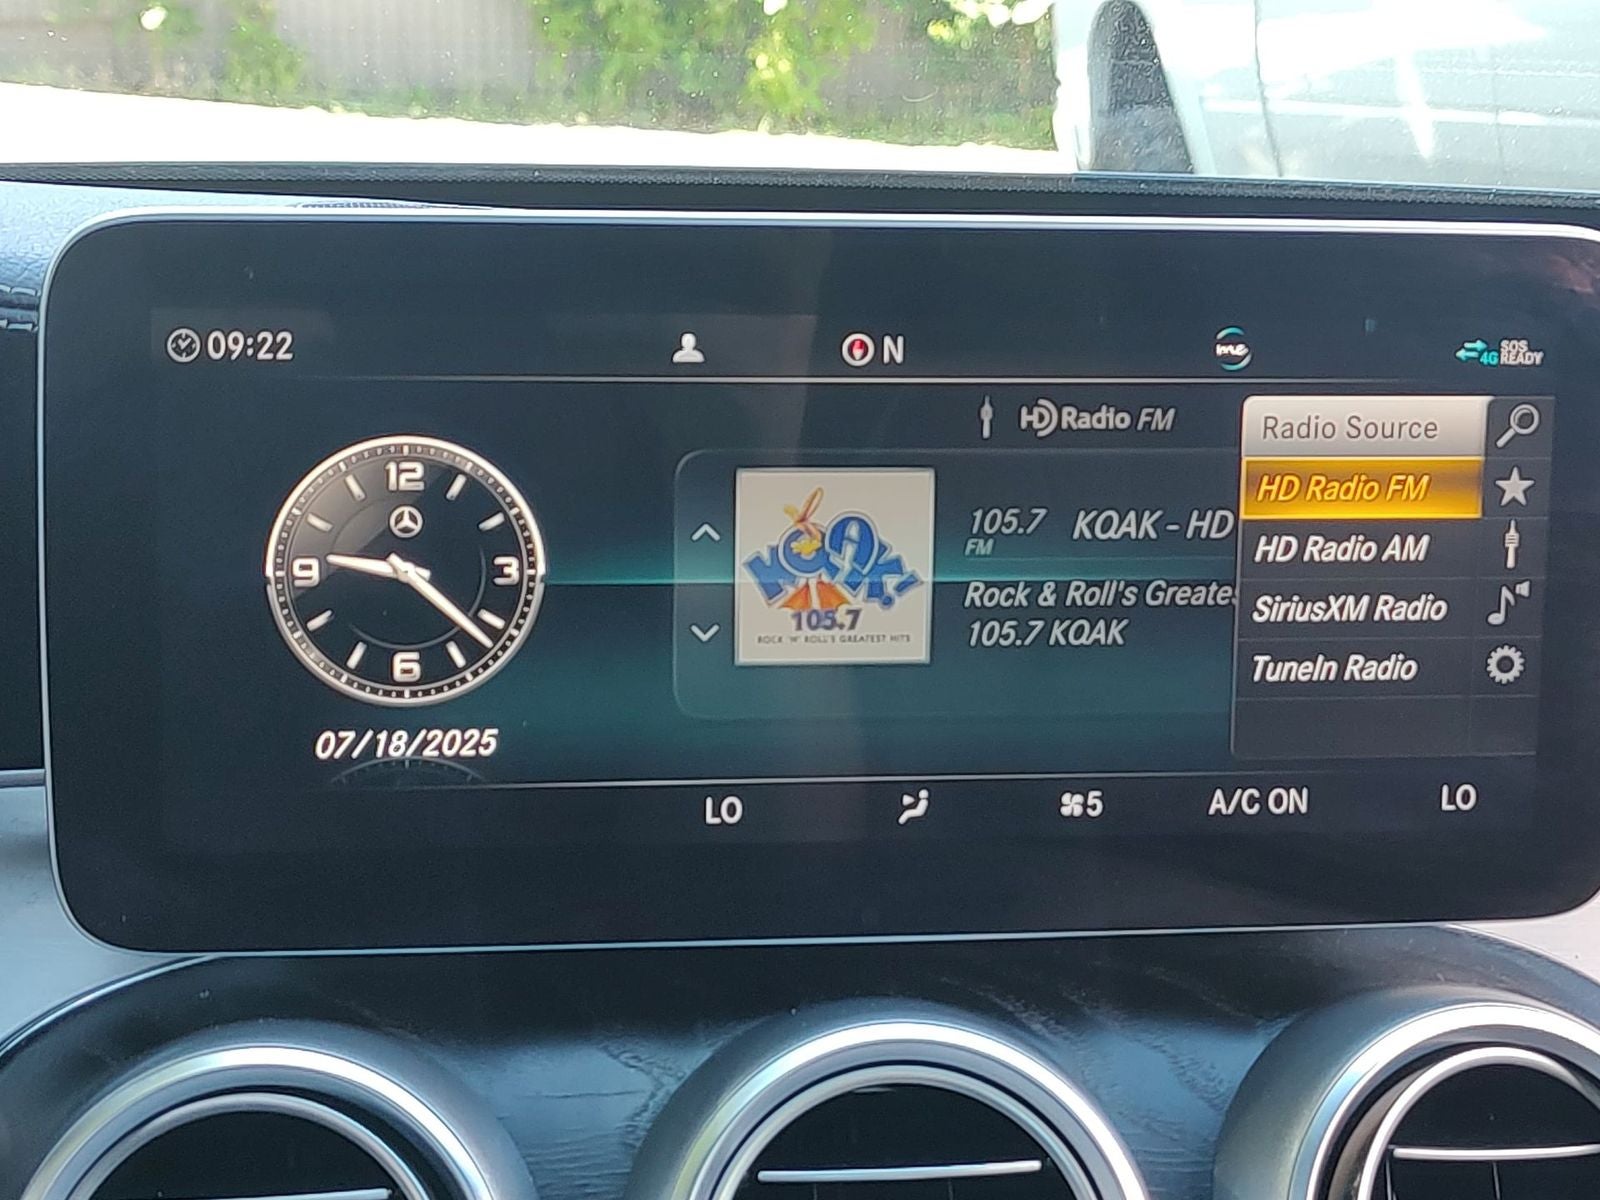 09:22
N
me
4G
SOS
READY
HD Radio FM
Radio Source
12
3
6
9
07/18/2025
KQAK!
105.7
ROCK 'N' ROLL'S GREATEST HITS
105.7 KQAK - HD
FM
Rock & Roll's Greates
105.7 KQAK
HD Radio FM
HD Radio AM
SiriusXM Radio
TuneIn Radio
LO
5
A/C ON
LO